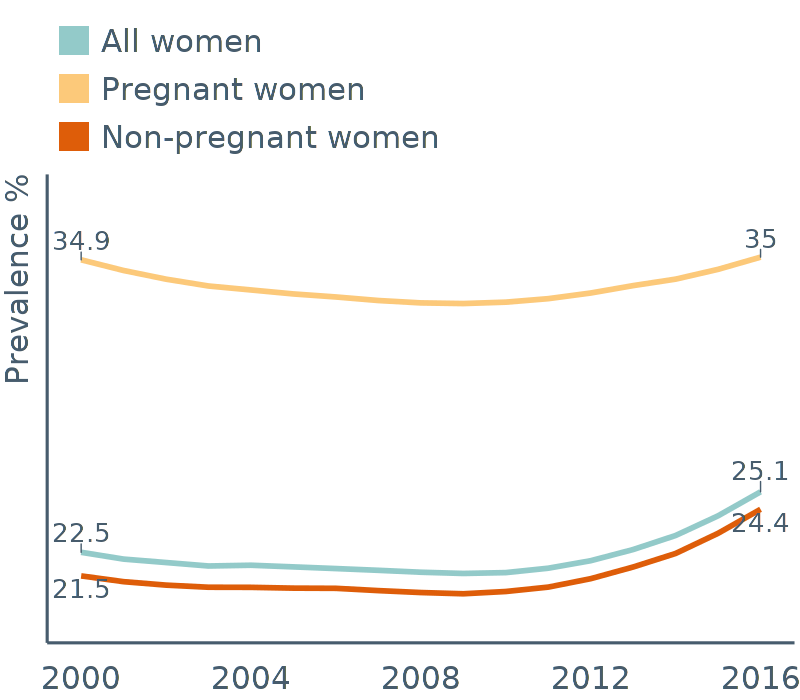 All women
Pregnant women
Non-pregnant women
Prevalence %
34.9
35
25.1
22.5
24.4
21.5
2000 2004 2008 2012 2016